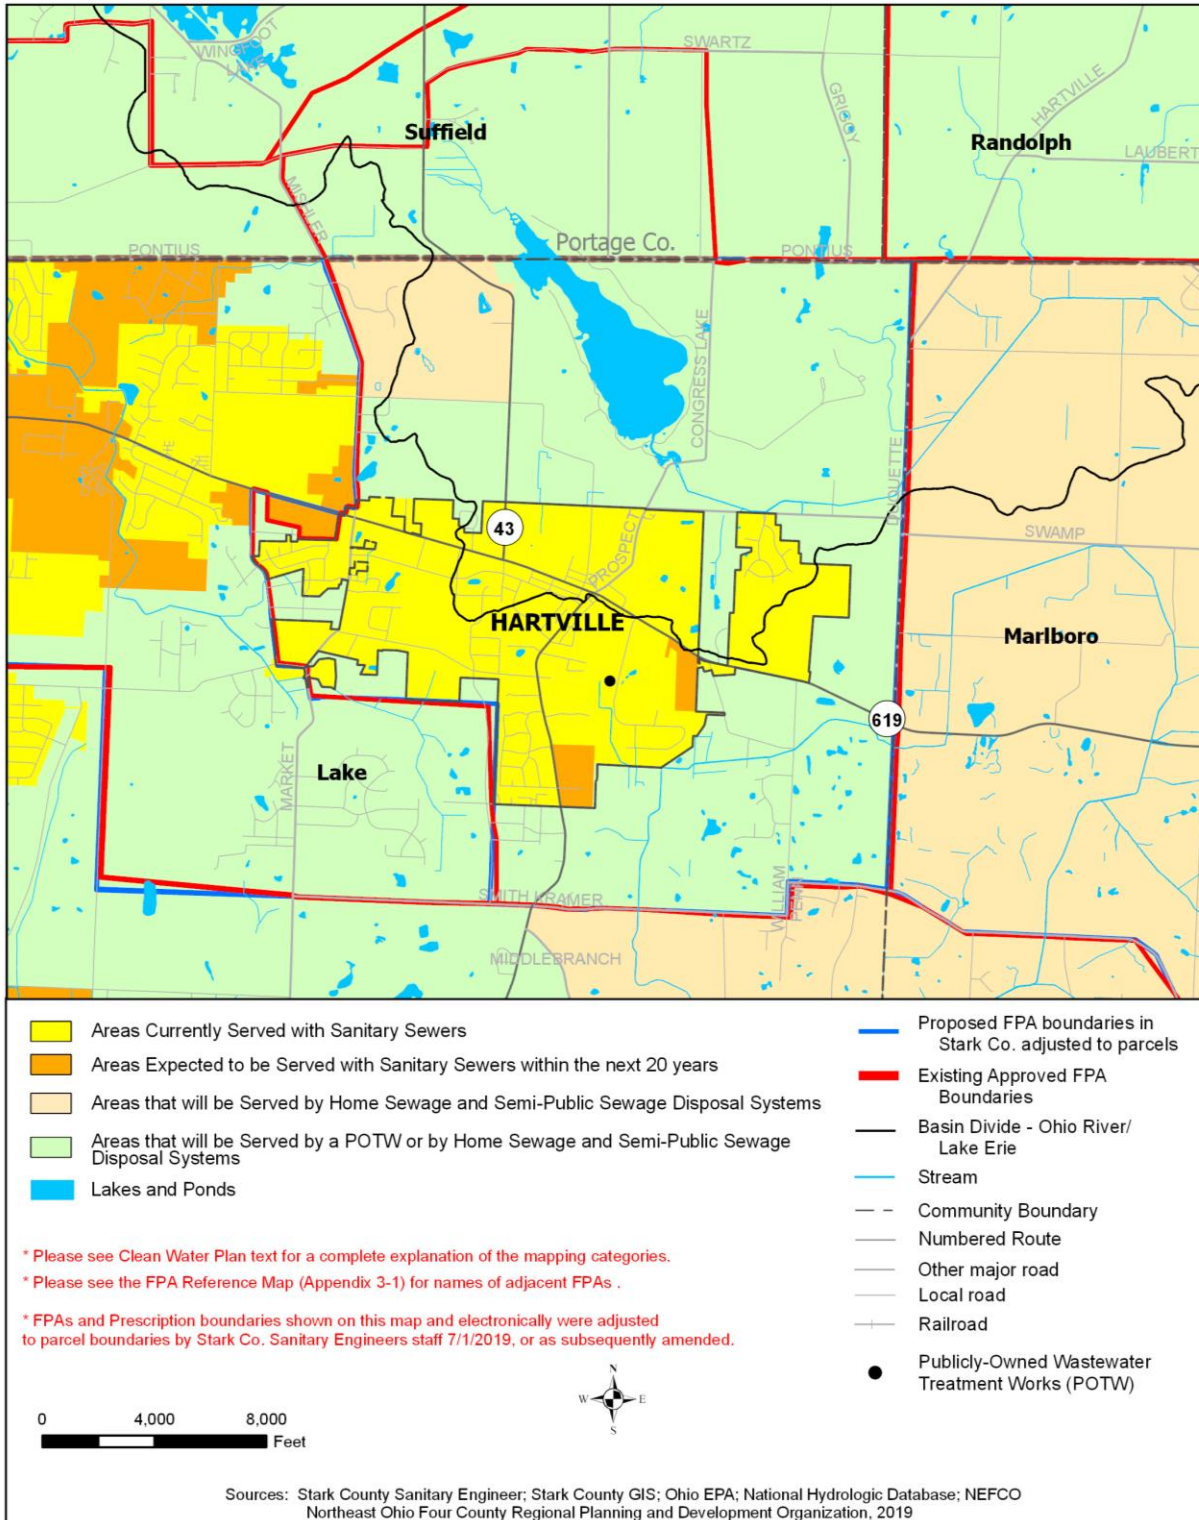 WINGFOOT
LAKE
SWARTZ
GRIGGY
HARTVILLE
Suffield
Randolph
LAUBERT
MISHLER
PONTIUS
Portage Co.
PONTIUS
CONGRESS LAKE
DUQUETTE
43
SWAMP
PROSPECT
HARTVILLE
Marlboro
619
MARKET
Lake
SMITH KRAMER
WILLIAM
PENN
MIDDLEBRANCH
Areas Currently Served with Sanitary Sewers
Areas Expected to be Served with Sanitary Sewers within the next 20 years
Areas that will be Served by Home Sewage and Semi-Public Sewage Disposal Systems
Areas that will be Served by a POTW or by Home Sewage and Semi-Public Sewage
Disposal Systems
Lakes and Ponds
* Please see Clean Water Plan text for a complete explanation of the mapping categories.
* Please see the FPA Reference Map (Appendix 3-1) for names of adjacent FPAs .
* FPAs and Prescription boundaries shown on this map and electronically were adjusted
to parcel boundaries by Stark Co. Sanitary Engineers staff 7/1/2019, or as subsequently amended.
Proposed FPA boundaries in
Stark Co. adjusted to parcels
Existing Approved FPA
Boundaries
Basin Divide - Ohio River/
Lake Erie
Stream
Community Boundary
Numbered Route
Other major road
Local road
Railroad
Publicly-Owned Wastewater
Treatment Works (POTW)
N
W E
S
0 4,000 8,000
Feet
Sources: Stark County Sanitary Engineer; Stark County GIS; Ohio EPA; National Hydrologic Database; NEFCO
Northeast Ohio Four County Regional Planning and Development Organization, 2019